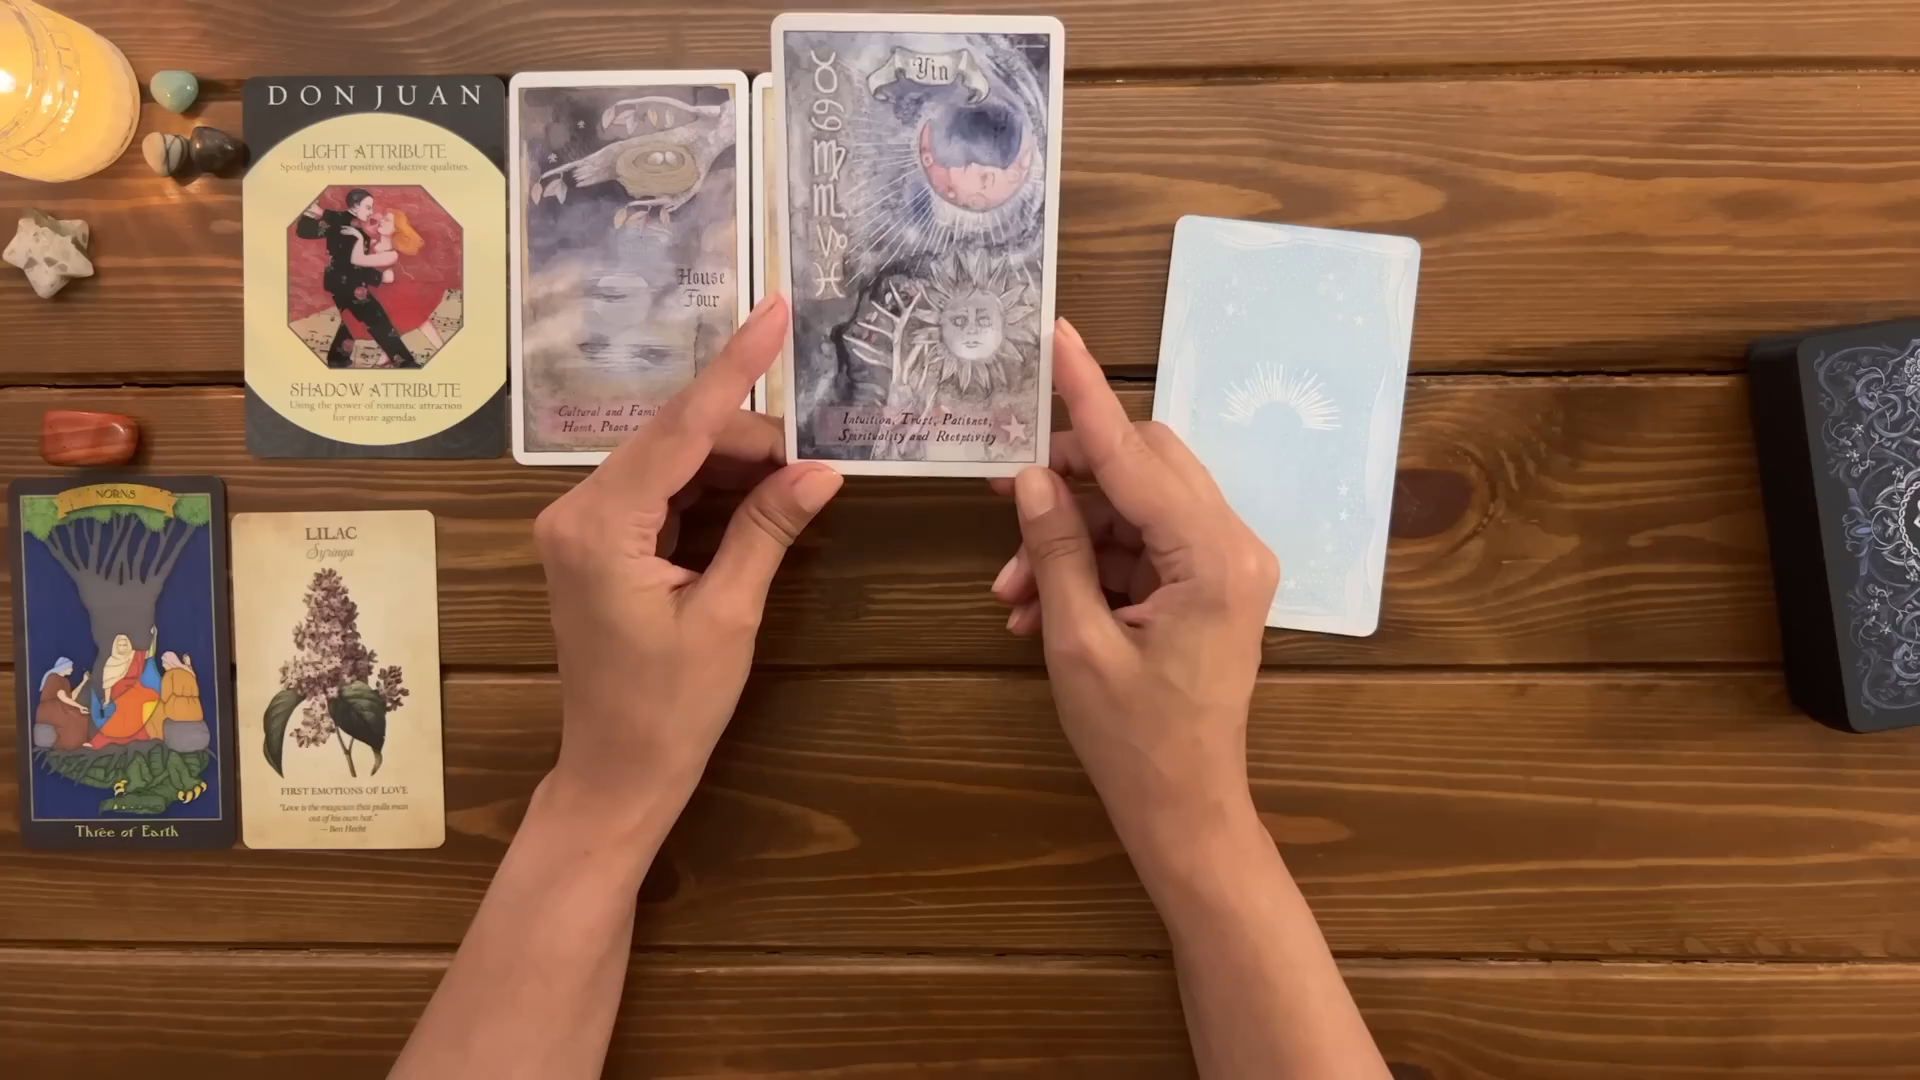 DON JUAN
LIGHT ATTRIBUTE
Spotlights your positive seductive qualities.
SHADOW ATTRIBUTE
Using the power of romantic attraction
for private agendas
House
Four
Cultural and
Home, Peace
Yin
♉69♍♏♑♓
Intuition, Trust, Patience,
Spirituality and Receptivity
NORNS
Three of Earth
LILAC
Syringa
FIRST EMOTIONS OF LOVE
"Love is the magician that pulls man
out of his own hat."
— Ben Hecht